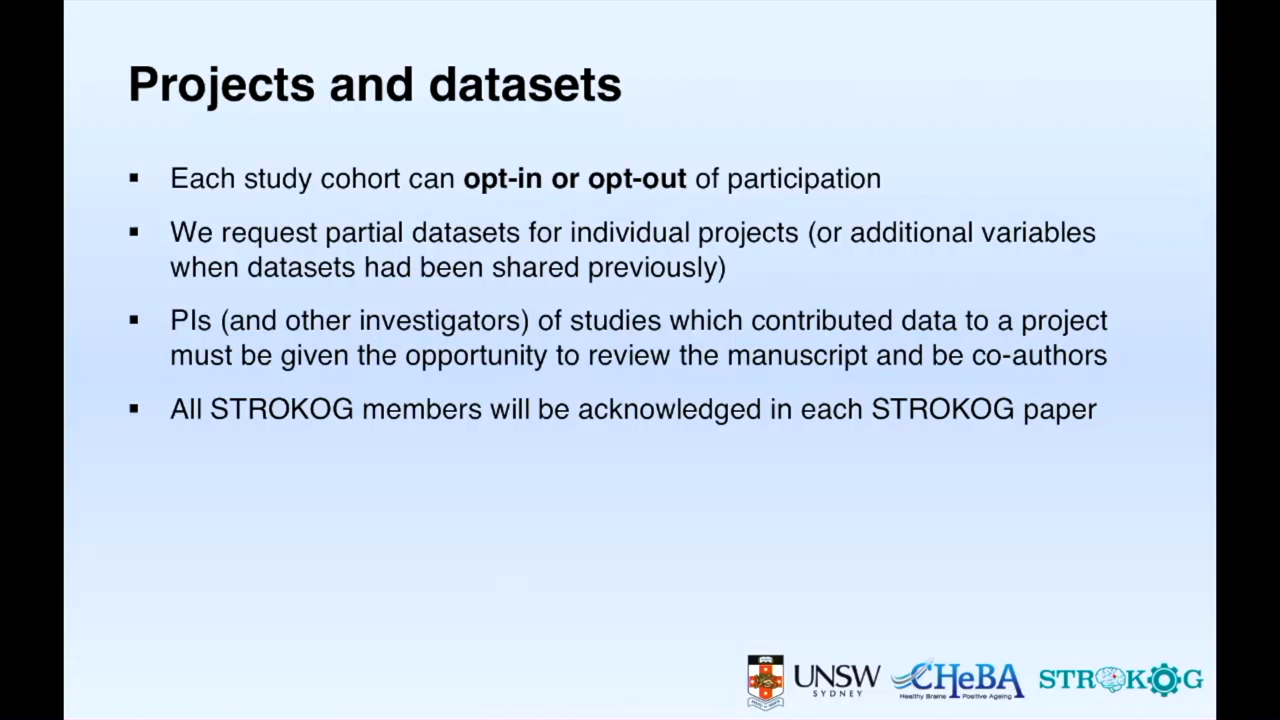 Projects and datasets
▪ Each study cohort can opt-in or opt-out of participation
▪ We request partial datasets for individual projects (or additional variables
when datasets had been shared previously)
▪ PIs (and other investigators) of studies which contributed data to a project
must be given the opportunity to review the manuscript and be co-authors
▪ All STROKOG members will be acknowledged in each STROKOG paper
UNSW
SYDNEY
CHeBA
Healthy Brains Positive Ageing
STROKOG